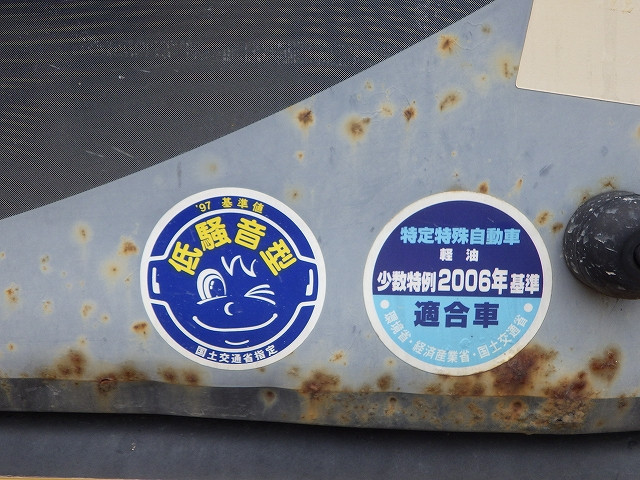 '97 基準値
低騒音型
国土交通省指定
特定特殊自動車
軽油
少数特例2006年基準
適合車
・環境省・経済産業省・国土交通省・